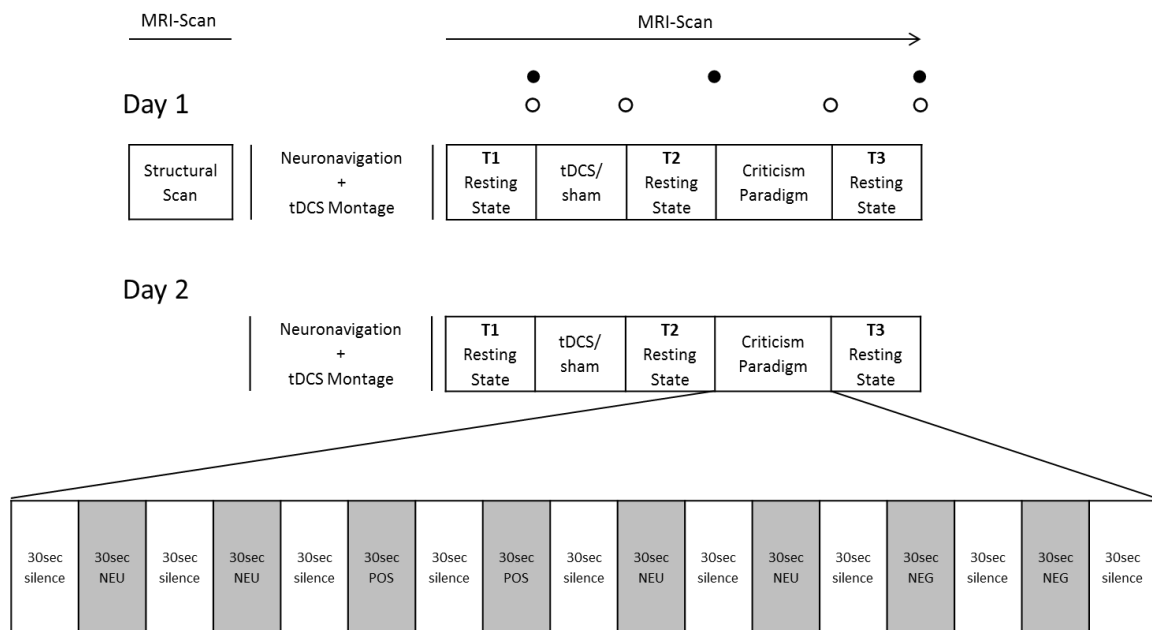 MRI-Scan
MRI-Scan
Day 1
Structural
Scan
Neuronavigation
+
tDCS Montage
T1
Resting
State
tDCS/
sham
T2
Resting
State
Criticism
Paradigm
T3
Resting
State
Day 2
Neuronavigation
+
tDCS Montage
T1
Resting
State
tDCS/
sham
T2
Resting
State
Criticism
Paradigm
T3
Resting
State
30sec
silence
30sec
NEU
30sec
silence
30sec
NEU
30sec
silence
30sec
POS
30sec
silence
30sec
POS
30sec
silence
30sec
NEU
30sec
silence
30sec
NEU
30sec
silence
30sec
NEG
30sec
silence
30sec
NEG
30sec
silence